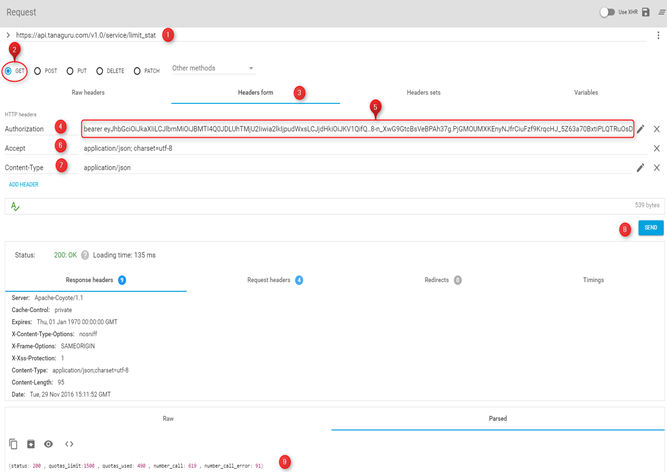 Request
Use XHR
https://api.tanaguru.com/v1.0/service/limit_stat 1
2
GET POST PUT DELETE PATCH Other methods
Raw headers Headers form 3 Headers sets Variables
5
HTTP headers
Authorization 4 bearer
Accept 6 application/json; charset=utf-8
Content-Type 7 application/json
ADD HEADER
539 bytes
8 SEND
Status: 200: OK ? Loading time: 135 ms
Response headers 9 Request headers 4 Redirects 0 Timings
Server: Apache-Coyote/1.1
Cache-Control: private
Expires: Thu, 01 Jan 1970 00:00:00 GMT
X-Content-Type-Options: nosniff
X-Frame-Options: SAMEORIGIN
X-Xss-Protection: 1
Content-Type: application/json;charset=utf-8
Content-Length: 95
Date: Tue, 29 Nov 2016 15:11:52 GMT
Raw Parsed
{status: 200 , quotas_limit:1500 , quotas_used: 490 , number_call: 619 , number_call_error: 91} 9